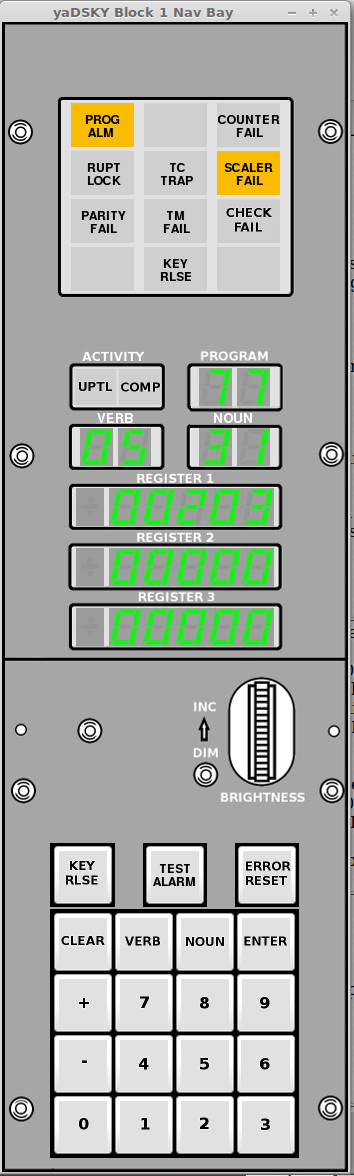 yaDSKY Block 1 Nav Bay
PROG
ALM
COUNTER
FAIL
RUPT
LOCK
TC
TRAP
SCALER
FAIL
PARITY
FAIL
TM
FAIL
CHECK
FAIL
KEY
RLSE
ACTIVITY
PROGRAM
UPTL COMP
77
VERB
NOUN
05
31
REGISTER 1
00203
REGISTER 2
00000
REGISTER 3
00000
INC
DIM
BRIGHTNESS
KEY
RLSE
TEST
ALARM
ERROR
RESET
CLEAR VERB NOUN ENTER
+ 7 8 9
- 4 5 6
0 1 2 3